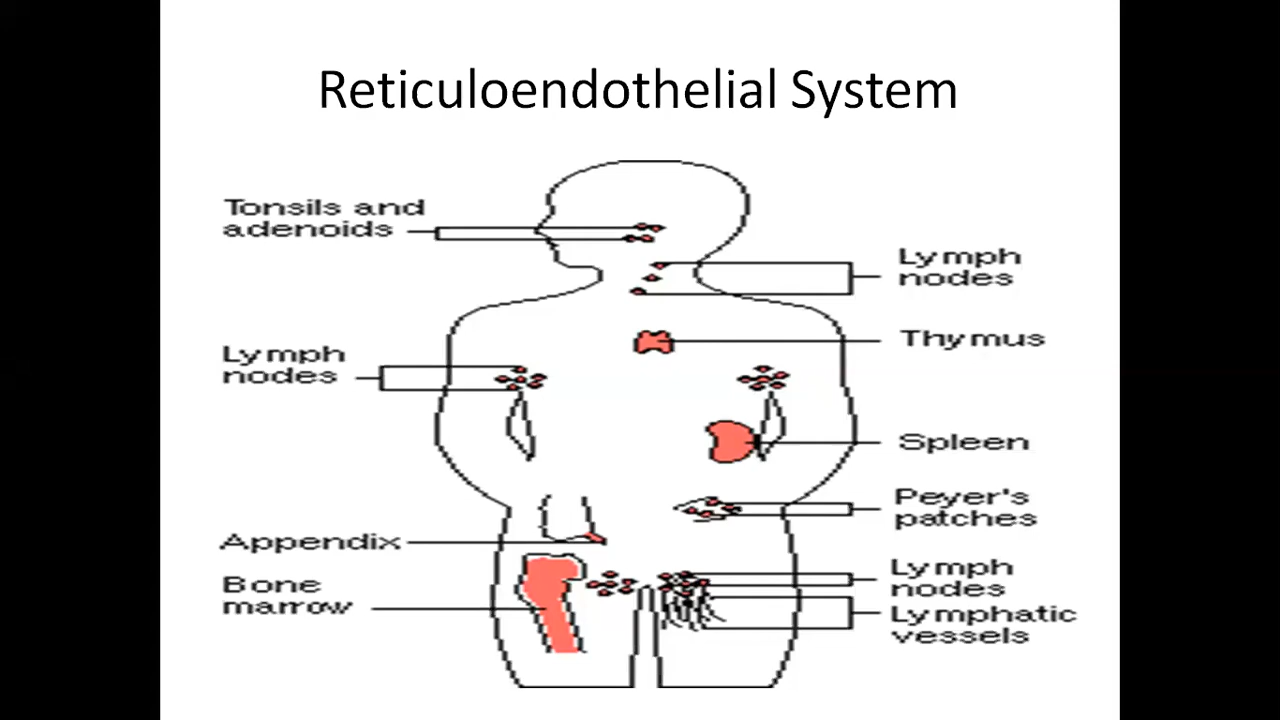 Reticuloendothelial System
Tonsils and
adenoids
Lymph
nodes
Thymus
Lymph
nodes
Spleen
Peyer's
patches
Appendix
Bone
marrow
Lymph
nodes
Lymphatic
vessels